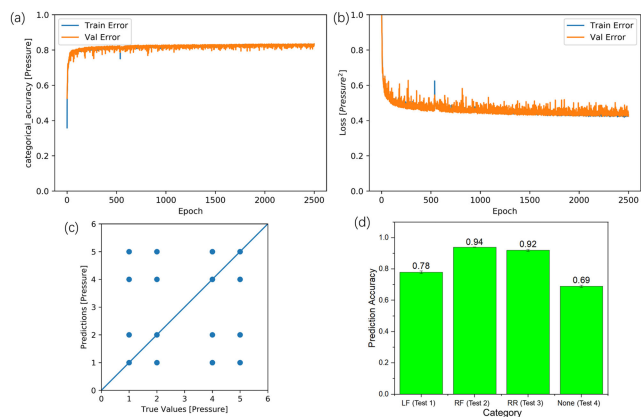 (a)
Train Error
Val Error
categorical_accuracy [Pressure]
1.0
0.8
0.6
0.4
0.2
0.0
0
500
1000
1500
2000
2500
Epoch
(b)
Train Error
Val Error
Loss [Pressure²]
1.0
0.8
0.6
0.4
0.2
0.0
0
500
1000
1500
2000
2500
Epoch
(c)
Predictions [Pressure]
6
5
4
3
2
1
0
0
1
2
3
4
5
6
True Values [Pressure]
(d)
Prediction Accuracy
1.0
0.8
0.6
0.4
0.2
0.0
0.78
0.94
0.92
0.69
LF (Test 1)
RF (Test 2)
RR (Test 3)
None (Test 4)
Category